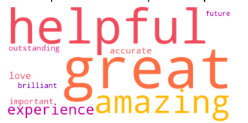 helpful
future
outstanding
accurate
great
love
brilliant
important
amazing
experience